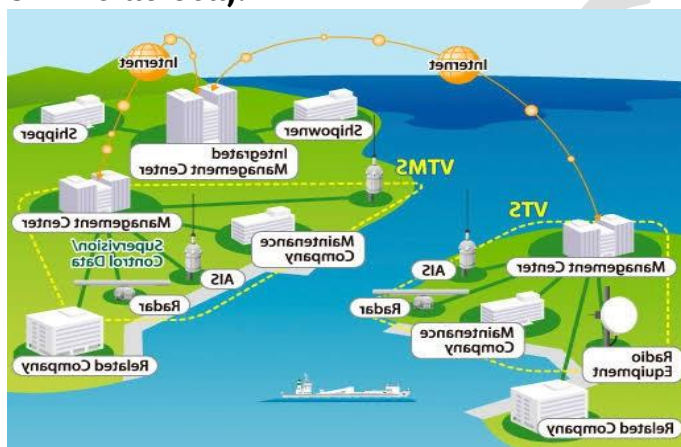 Internet
Internet
Shipper
Shipowner
Integrated
Management Center
VTMS
Management Center
VTS
Maintenance
Company
Supervision/
Control Data
AIS
AIS
Management Center
Radar
Radar
Maintenance
Company
Related Company
Radio
Equipment
Related Company